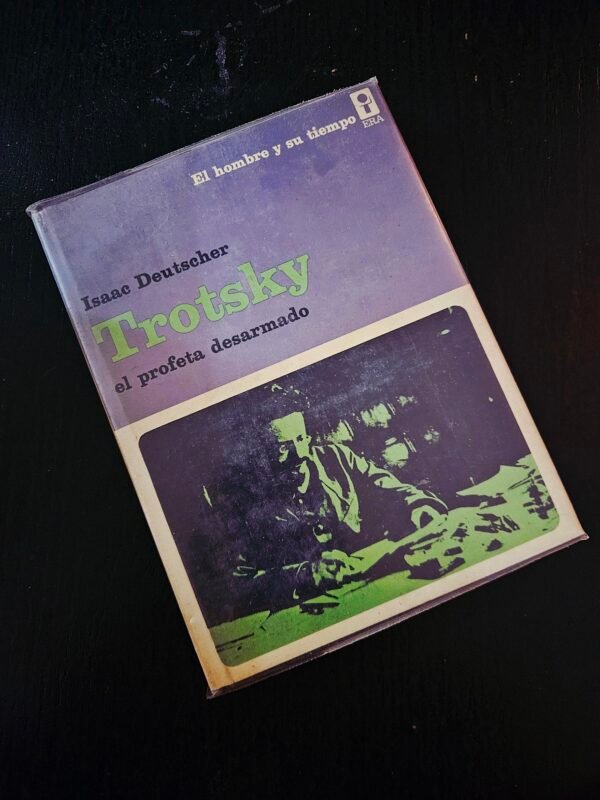 El hombre y su tiempo
ERA
Isaac Deutscher
Trotsky
el profeta desarmado